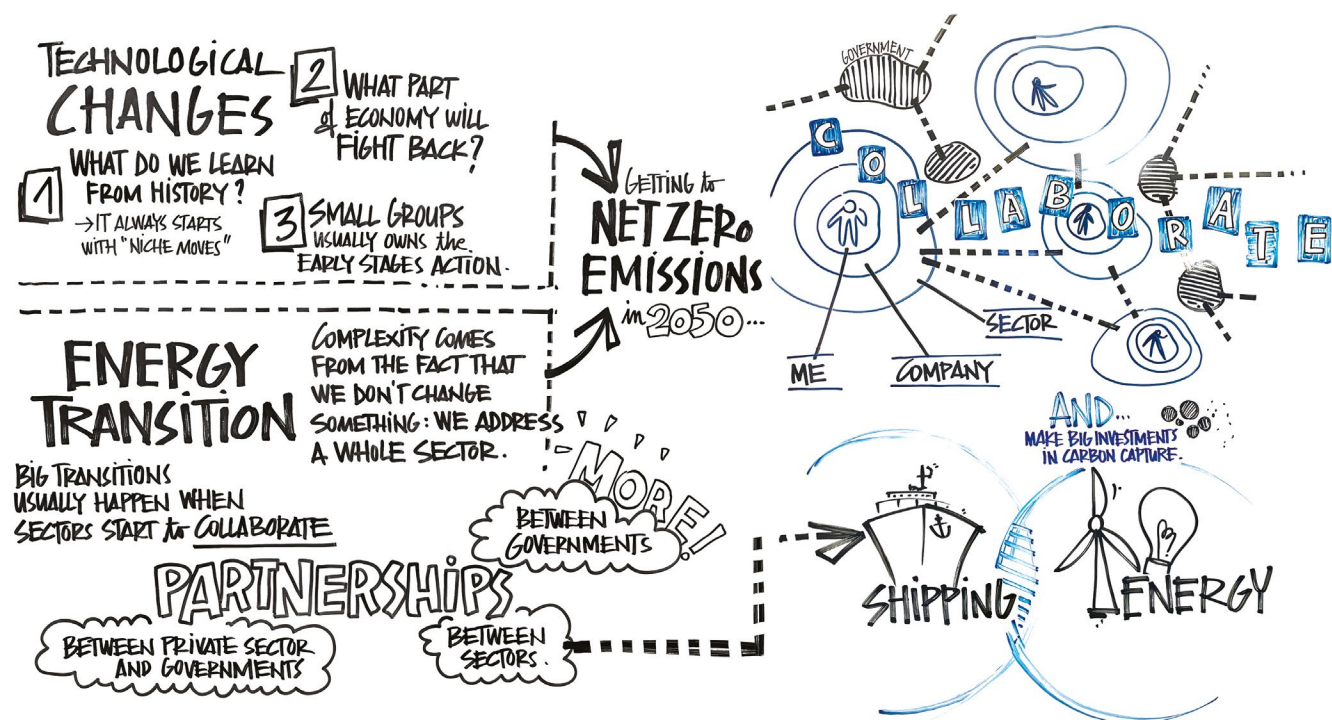 TECHNOLOGICAL
CHANGES
1
WHAT DO WE LEARN
FROM HISTORY?
→IT ALWAYS STARTS
WITH "NICHE MOVES"
2
WHAT PART
of ECONOMY WILL
FIGHT BACK?
3
SMALL GROUPS
USUALLY OWNS the
EARLY STAGES ACTION.
GETTING to
NET ZERO
EMISSIONS
in 2050...
ENERGY
TRANSITION
BIG TRANSITIONS
USUALLY HAPPEN WHEN
SECTORS START to COLLABORATE
COMPLEXITY COMES
FROM THE FACT THAT
WE DON'T CHANGE
SOMETHING: WE ADDRESS
A WHOLE SECTOR.
PARTNERSHIPS
BETWEEN PRIVATE SECTOR
AND GOVERNMENTS
BETWEEN
SECTORS.
MORE!
BETWEEN
GOVERNMENTS
GOVERNMENT
COLLABORATE
ME
COMPANY
SECTOR
AND...
MAKE BIG INVESTMENTS
IN CARBON CAPTURE.
SHIPPING
ENERGY